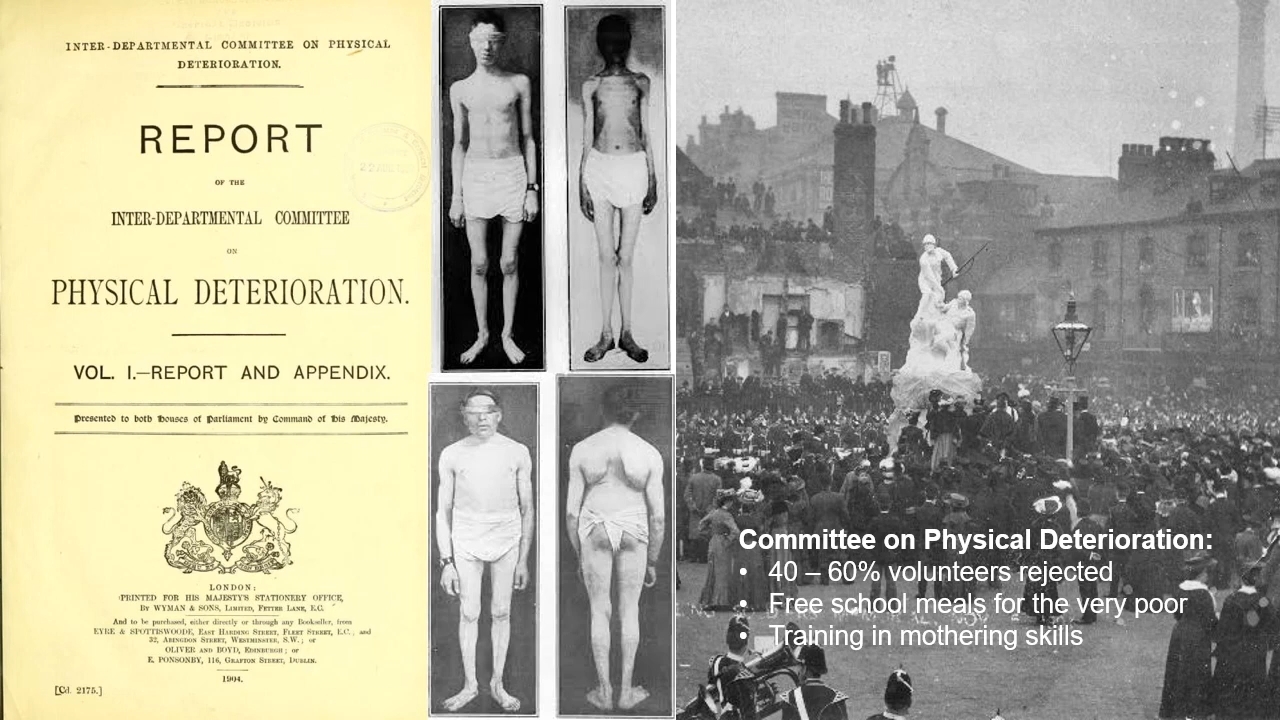 INTER-DEPARTMENTAL COMMITTEE ON PHYSICAL
DETERIORATION.
REPORT
OF THE
INTER-DEPARTMENTAL COMMITTEE
ON
PHYSICAL DETERIORATION.
VOL. I.—REPORT AND APPENDIX.
Presented to both Houses of Parliament by Command of His Majesty.
LONDON:
PRINTED FOR HIS MAJESTY'S STATIONERY OFFICE,
BY WYMAN & SONS, LIMITED, FETTER LANE, E.C.
And to be purchased, either directly or through any Bookseller, from
EYRE & SPOTTISWOODE, EAST HARDING STREET, FLEET STREET, E.C., and
32, ABINGDON STREET, WESTMINSTER, S.W.; or
OLIVER AND BOYD, EDINBURGH; or
E. PONSONBY, 116, GRAFTON STREET, DUBLIN.
1904.
[Cd. 2175.]
Committee on Physical Deterioration:
• 40 – 60% volunteers rejected
• Free school meals for the very poor
• Training in mothering skills